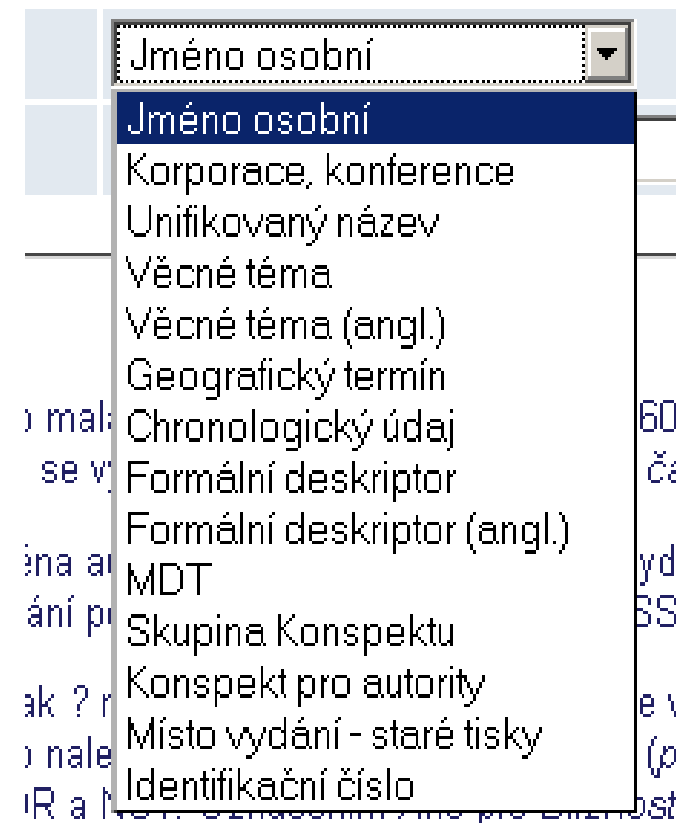 Jméno osobní
Jméno osobní
Korporace, konference
Unifikovaný název
Věcné téma
Věcné téma (angl.)
Geografický termín
Chronologický údaj
Formální deskriptor
Formální deskriptor (angl.)
MDT
Skupina Konspektu
Konspekt pro autority
Místo vydání - staré tisky
Identifikační číslo